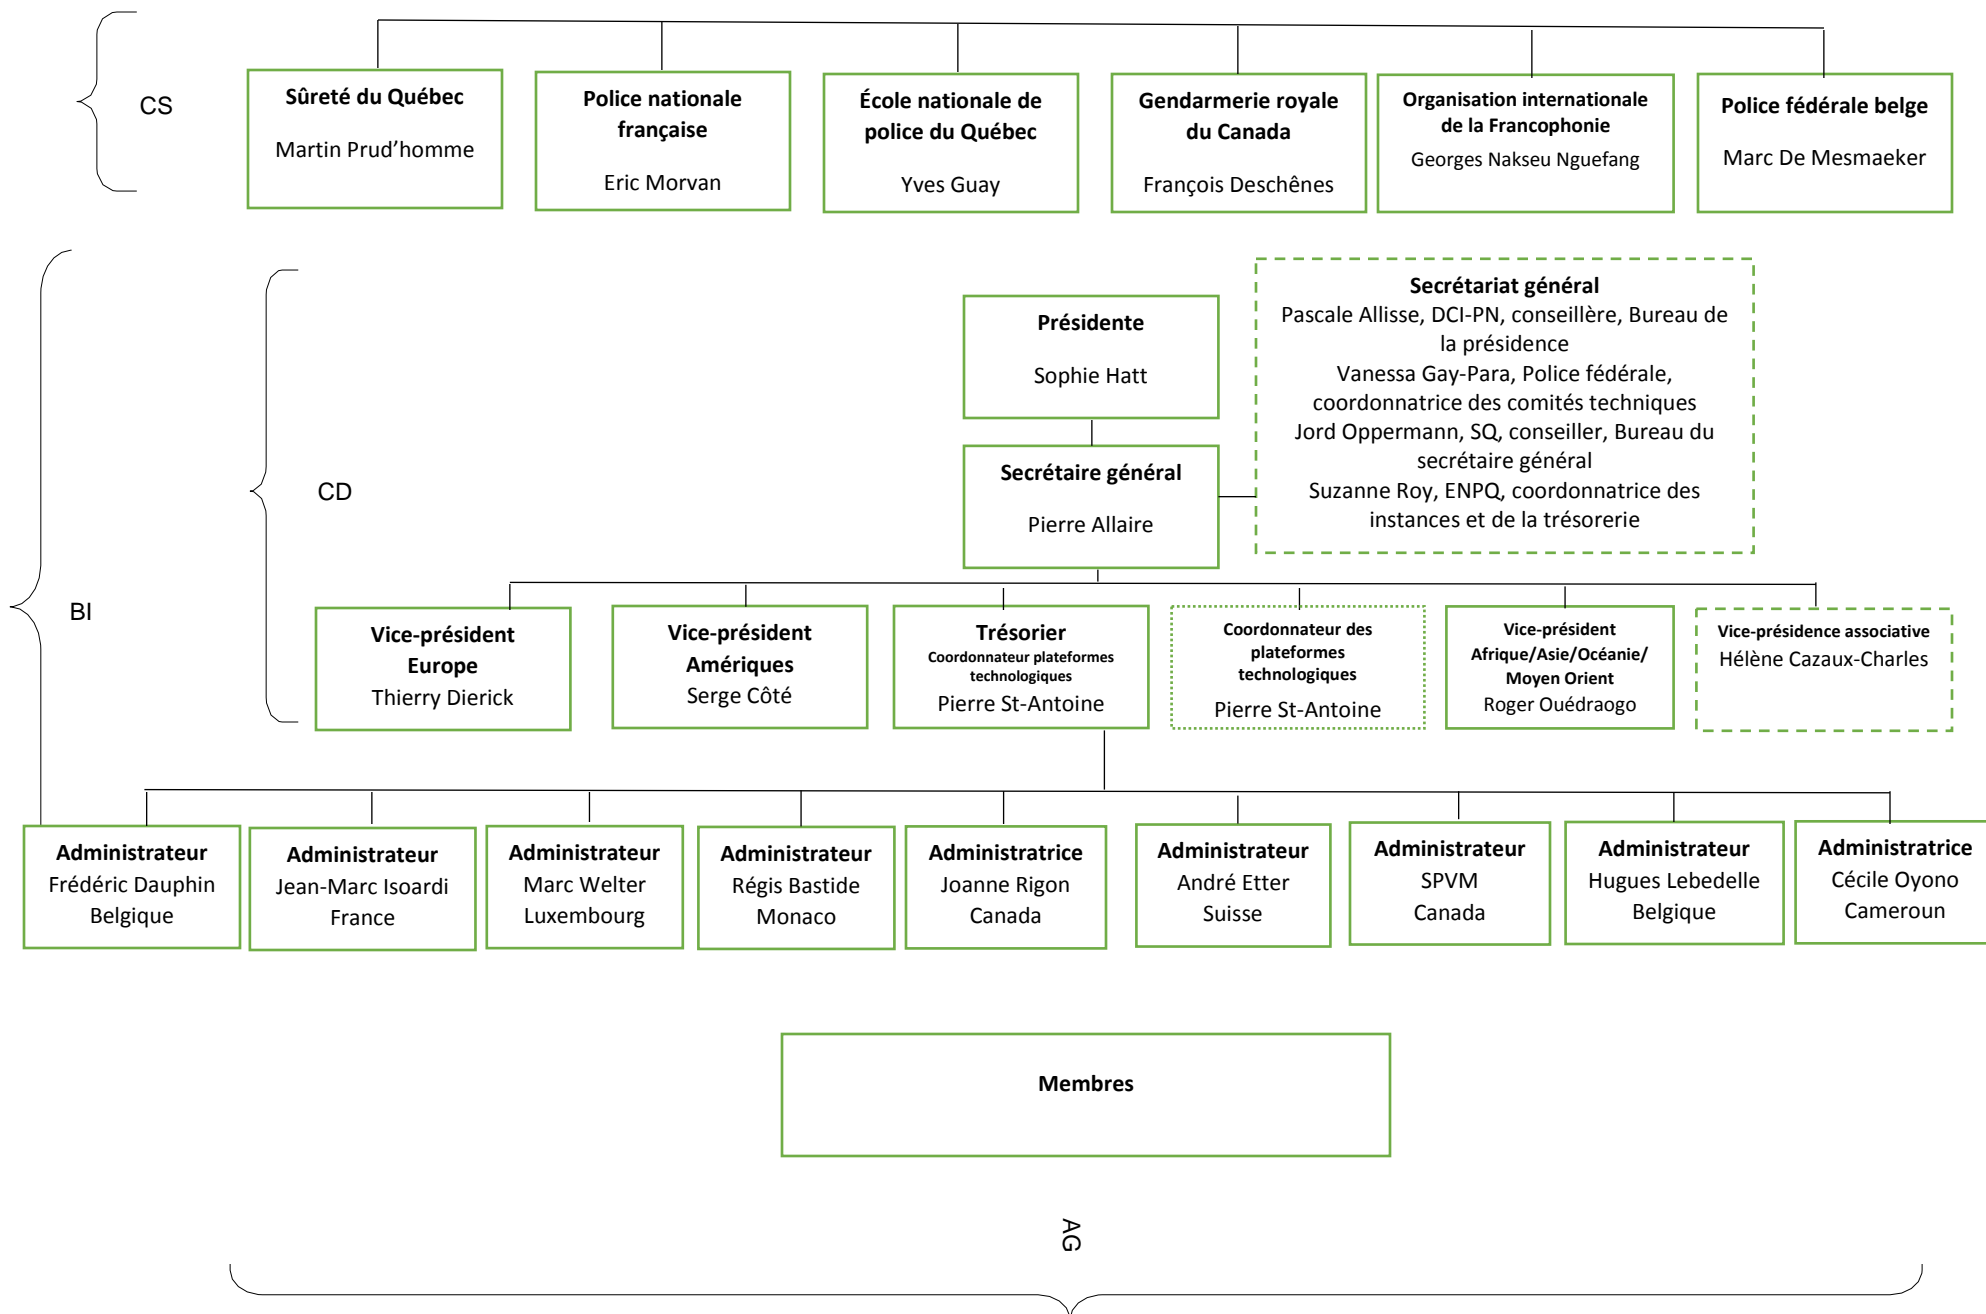 CS
Sûreté du Québec
Martin Prud'homme
Police nationale
française
Eric Morvan
École nationale de
police du Québec
Yves Guay
Gendarmerie royale
du Canada
François Deschênes
Organisation internationale
de la Francophonie
Georges Nakseu Nguefang
Police fédérale belge
Marc De Mesmaeker
BI
CD
Présidente
Sophie Hatt
Secrétaire général
Pierre Allaire
Secrétariat général
Pascale Allisse, DCI-PN, conseillère, Bureau de
la présidence
Vanessa Gay-Para, Police fédérale,
coordonnatrice des comités techniques
Jord Oppermann, SQ, conseiller, Bureau du
secrétaire général
Suzanne Roy, ENPQ, coordonnatrice des
instances et de la trésorerie
Vice-président
Europe
Thierry Dierick
Vice-président
Amériques
Serge Côté
Trésorier
Coordonnateur plateformes
technologiques
Pierre St-Antoine
Coordonnateur des
plateformes
technologiques
Pierre St-Antoine
Vice-président
Afrique/Asie/Océanie/
Moyen Orient
Roger Ouédraogo
Vice-présidence associative
Hélène Cazaux-Charles
Administrateur
Frédéric Dauphin
Belgique
Administrateur
Jean-Marc Isoardi
France
Administrateur
Marc Welter
Luxembourg
Administrateur
Régis Bastide
Monaco
Administratrice
Joanne Rigon
Canada
Administrateur
André Etter
Suisse
Administrateur
SPVM
Canada
Administrateur
Hugues Lebedelle
Belgique
Administratrice
Cécile Oyono
Cameroun
Membres
AG